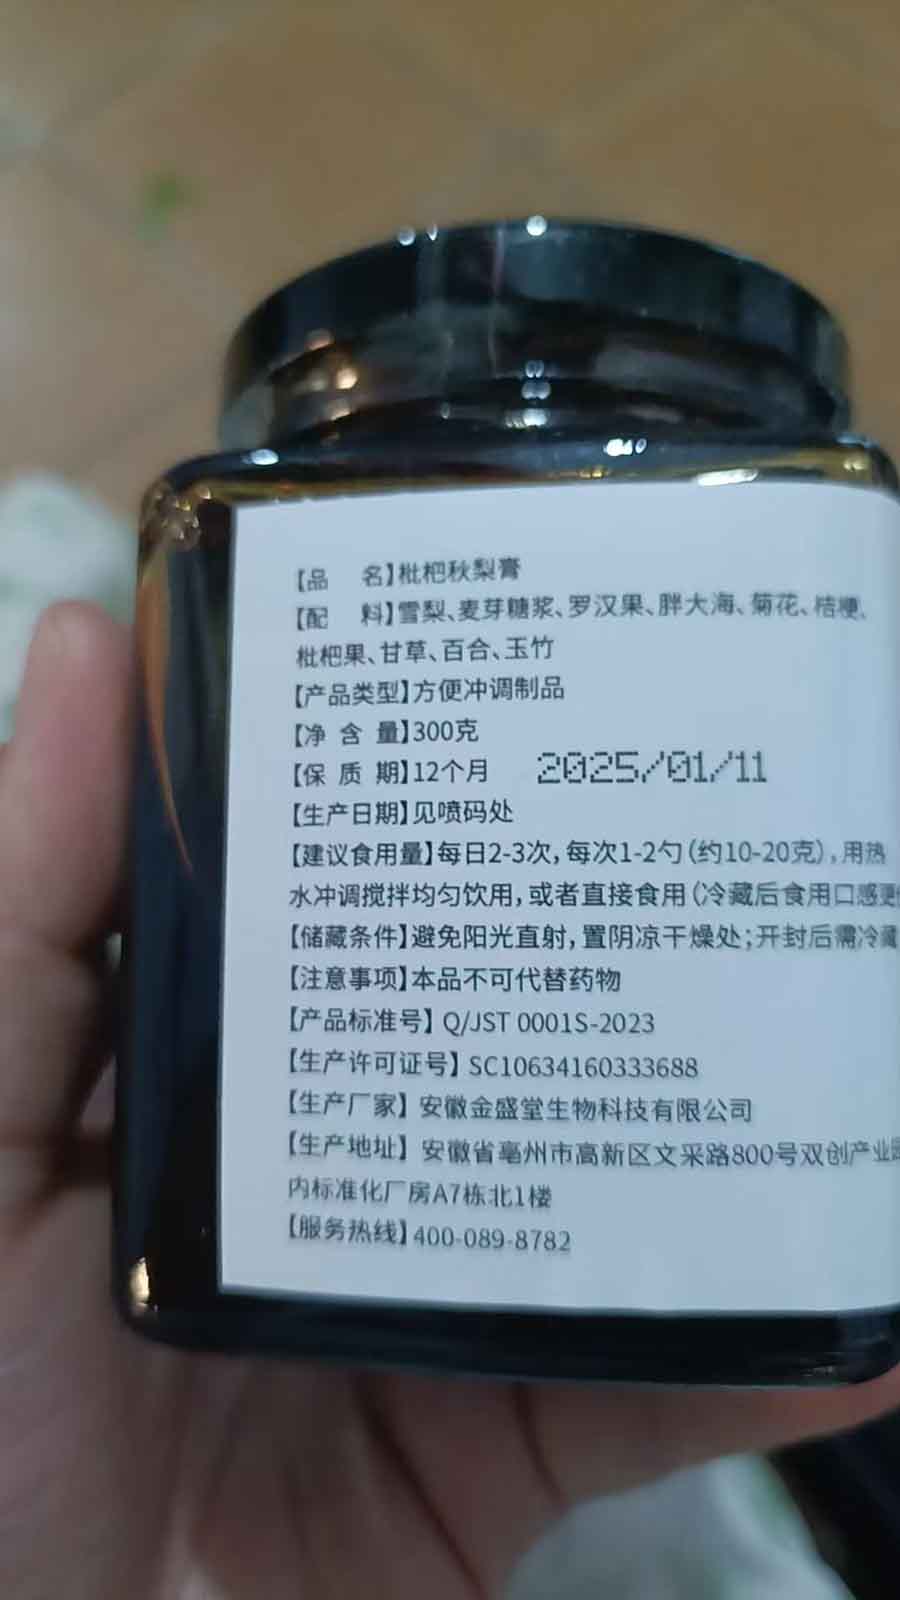 【品 名】枇杷秋梨膏
【配 料】雪梨、麦芽糖浆、罗汉果、胖大海、菊花、桔梗、
枇杷果、甘草、百合、玉竹
【产品类型】方便冲调制品
【净 含 量】300克
【保 质 期】12个月
2025/01/11
【生产日期】见喷码处
【建议食用量】每日2-3次，每次1-2勺（约10-20克），用热
水冲调搅拌均匀饮用，或者直接食用（冷藏后食用口感更
【储藏条件】避免阳光直射，置阴凉干燥处；开封后需冷藏
【注意事项】本品不可代替药物
【产品标准号】Q/JST 0001S-2023
【生产许可证号】SC10634160333688
【生产厂家】安徽金盛堂生物科技有限公司
【生产地址】安徽省亳州市高新区文采路800号双创产业园
内标准化厂房A7栋北1楼
【服务热线】400-089-8782